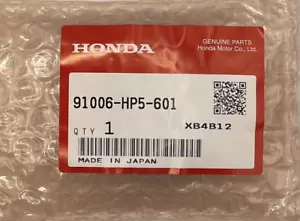 HONDA
GENUINE PARTS
Honda Motor Co., Ltd.
91006-HP5-601
QTY 1 XB4B12
MADE IN JAPAN